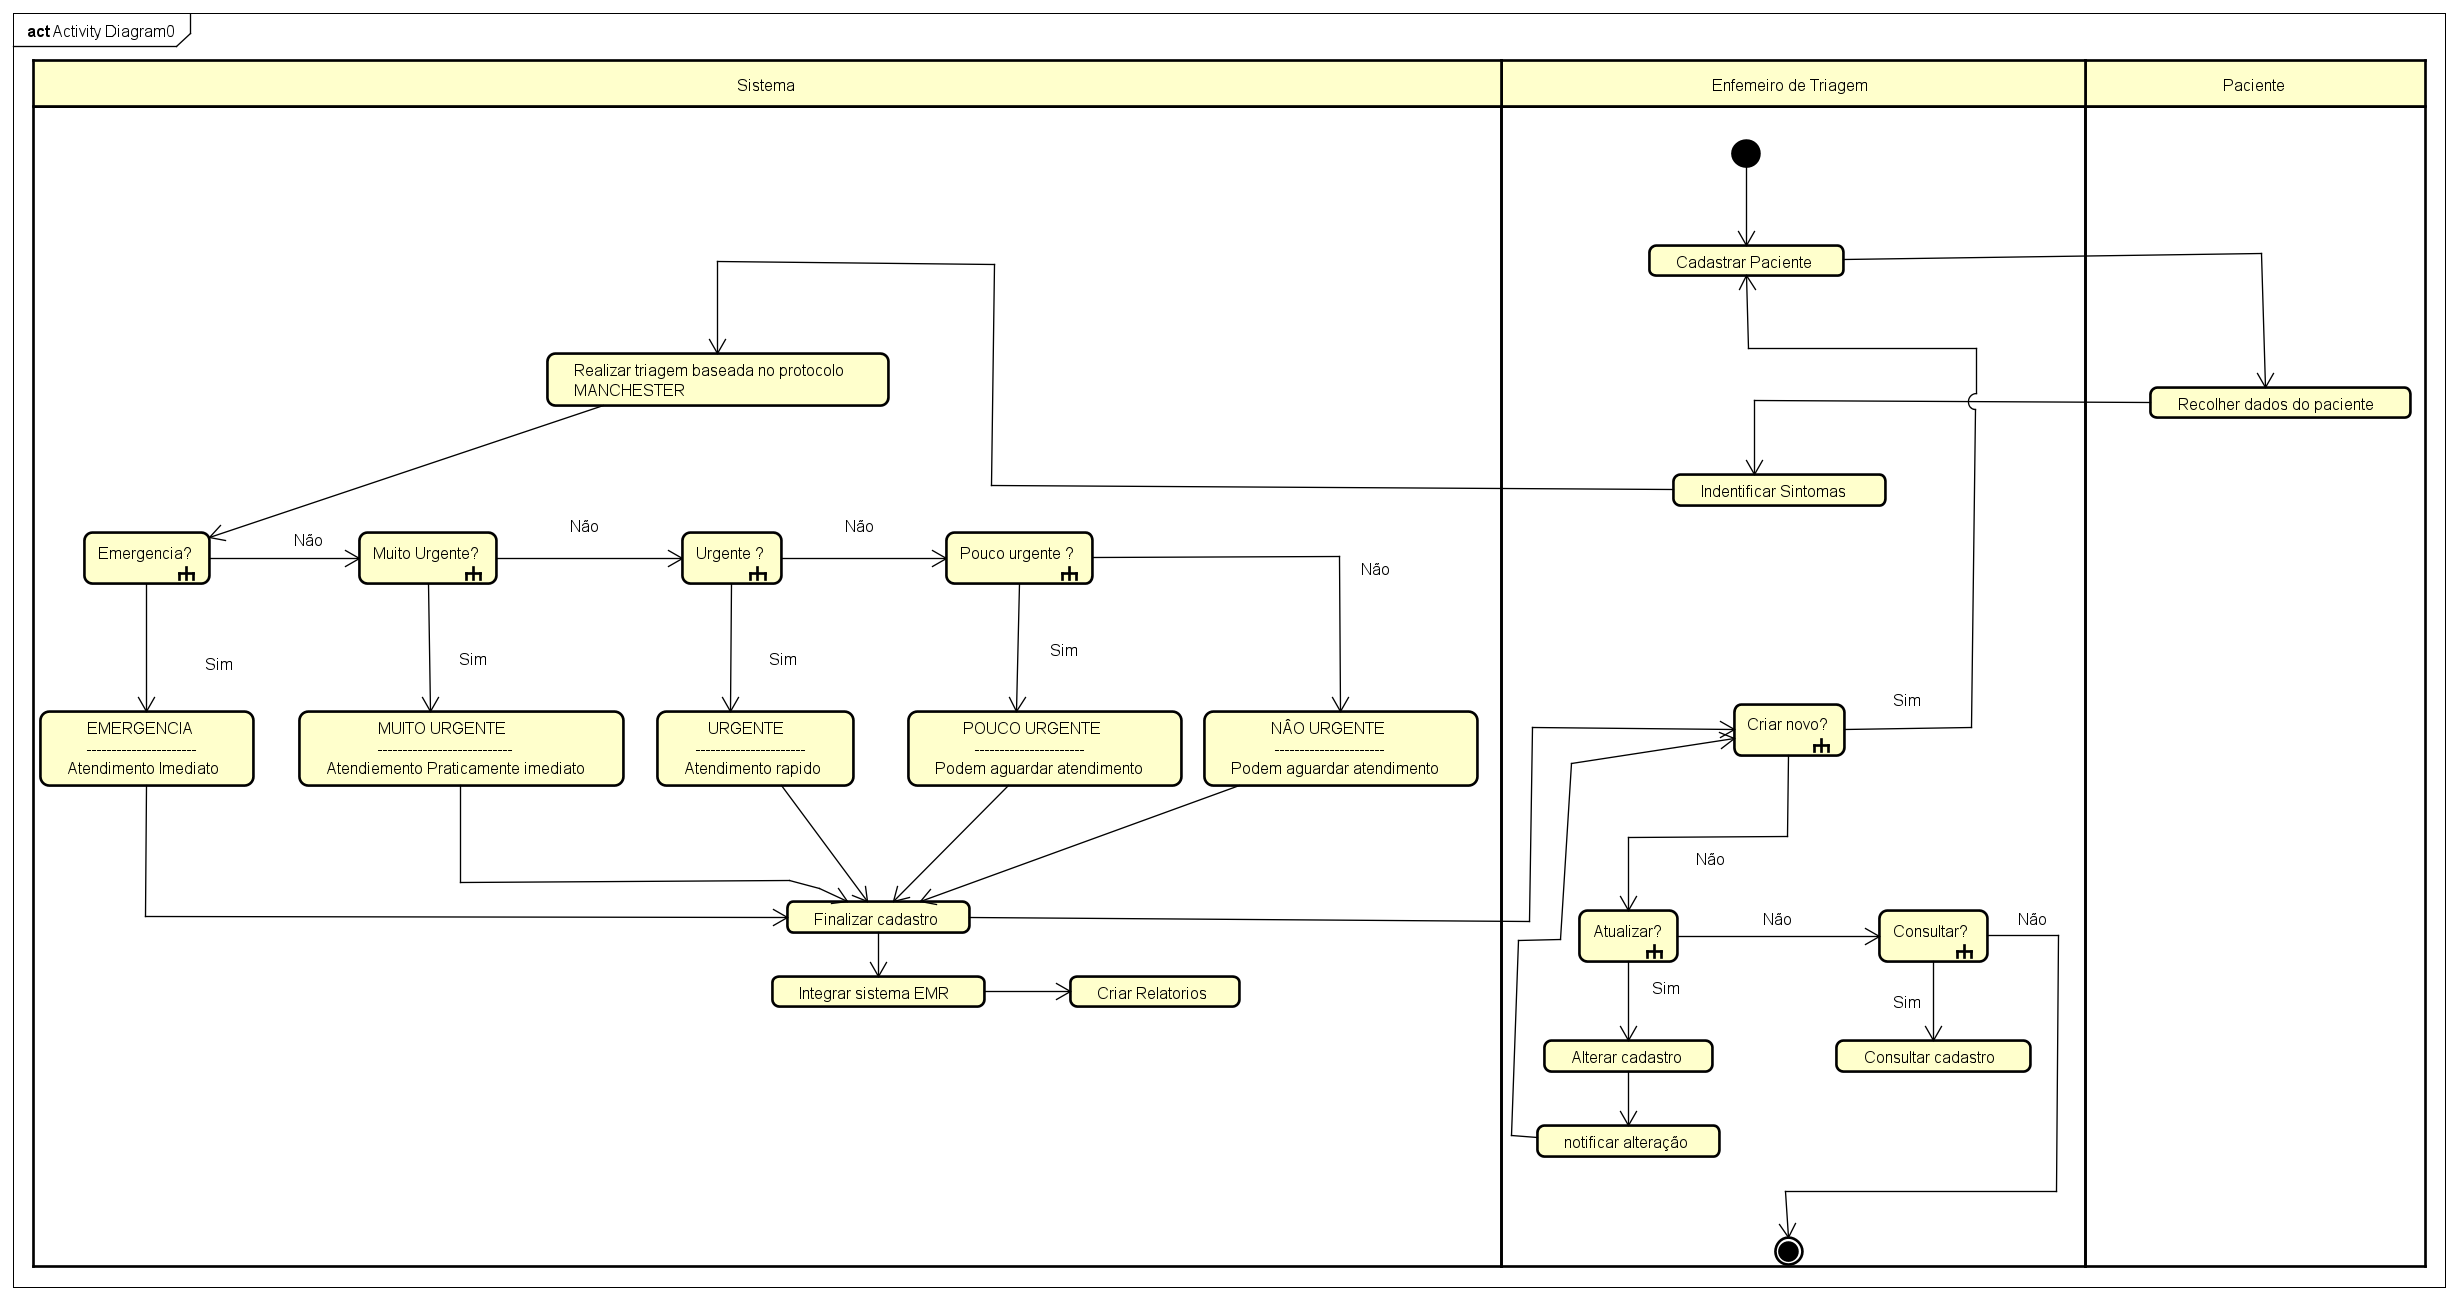 act Activity Diagram0
Sistema
Enfemeiro de Triagem
Paciente
Cadastrar Paciente
Realizar triagem baseada no protocolo
MANCHESTER
Recolher dados do paciente
Indentificar Sintomas
Emergencia?
Não
Muito Urgente?
Não
Urgente ?
Não
Pouco urgente ?
Não
Sim
Sim
Sim
Sim
EMERGENCIA
----------------------
Atendimento Imediato
MUITO URGENTE
---------------------------
Atendiemento Praticamente imediato
URGENTE
----------------------
Atendimento rapido
POUCO URGENTE
----------------------
Podem aguardar atendimento
NÂO URGENTE
----------------------
Podem aguardar atendimento
Criar novo?
Sim
Não
Finalizar cadastro
Atualizar?
Não
Consultar?
Não
Integrar sistema EMR
Criar Relatorios
Sim
Sim
Alterar cadastro
Consultar cadastro
notificar alteração